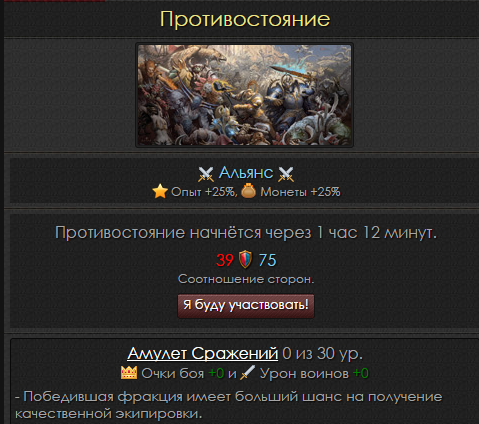 Противостояние
Альянс
Опыт +25%, Монеты +25%
Противостояние начнётся через 1 час 12 минут.
39 75
Соотношение сторон.
Я буду участвовать!
Амулет Сражений 0 из 30 ур.
Очки боя +0 и Урон воинов +0
- Победившая фракция имеет больший шанс на получение
качественной экипировки.